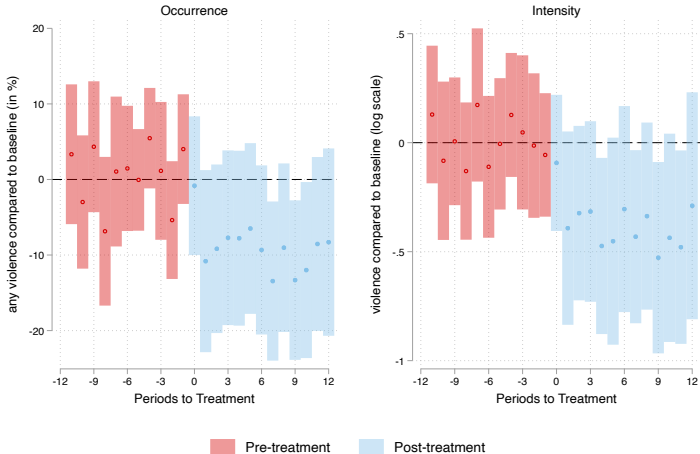 Occurrence
any violence compared to baseline (in %)
20
10
0
-10
-20
-12 -9 -6 -3 0 3 6 9 12
Periods to Treatment
Intensity
violence compared to baseline (log scale)
.5
0
-.5
-1
-12 -9 -6 -3 0 3 6 9 12
Periods to Treatment
Pre-treatment Post-treatment